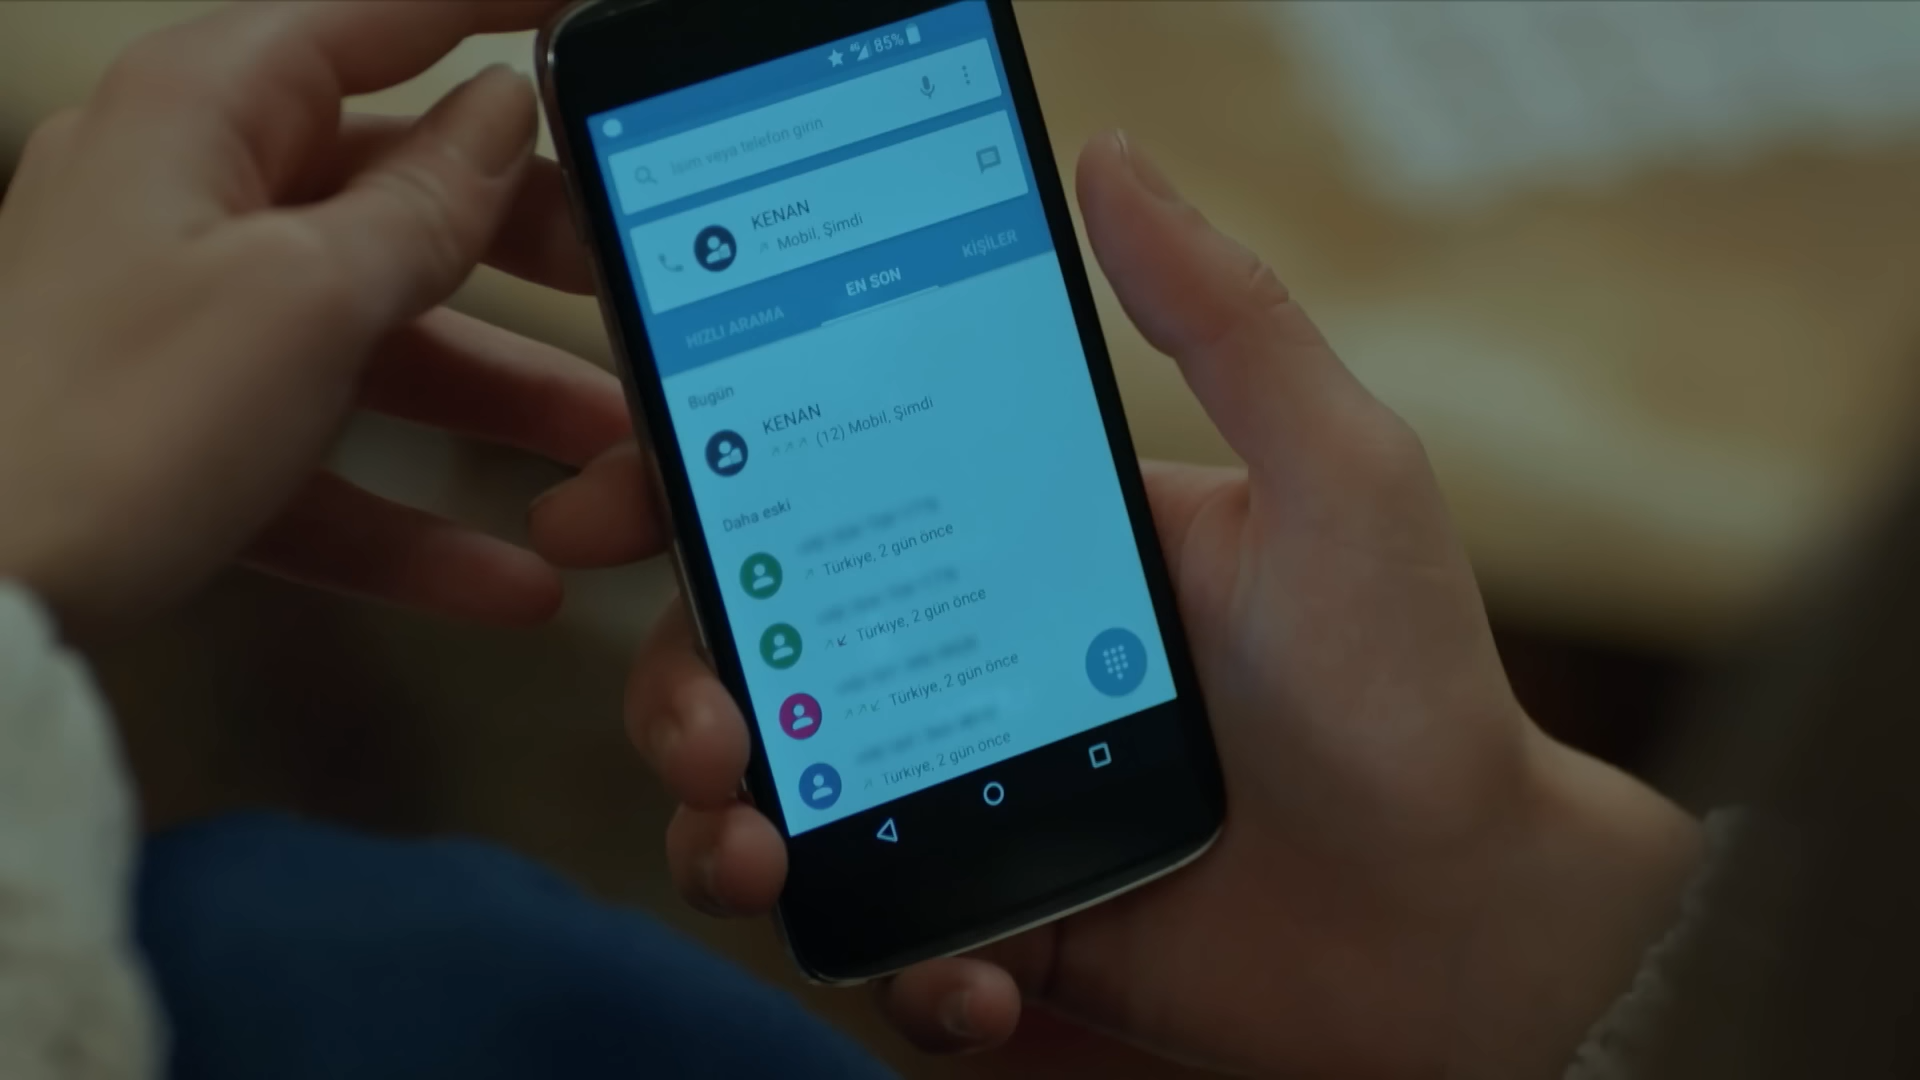 4G 85%
İsim veya telefon girin
KENAN
Mobil, Şimdi
HIZLI ARAMA
EN SON
KİŞİLER
Bugün
KENAN
(12) Mobil, Şimdi
Daha eski
Türkiye, 2 gün önce
Türkiye, 2 gün önce
Türkiye, 2 gün önce
Türkiye, 2 gün önce